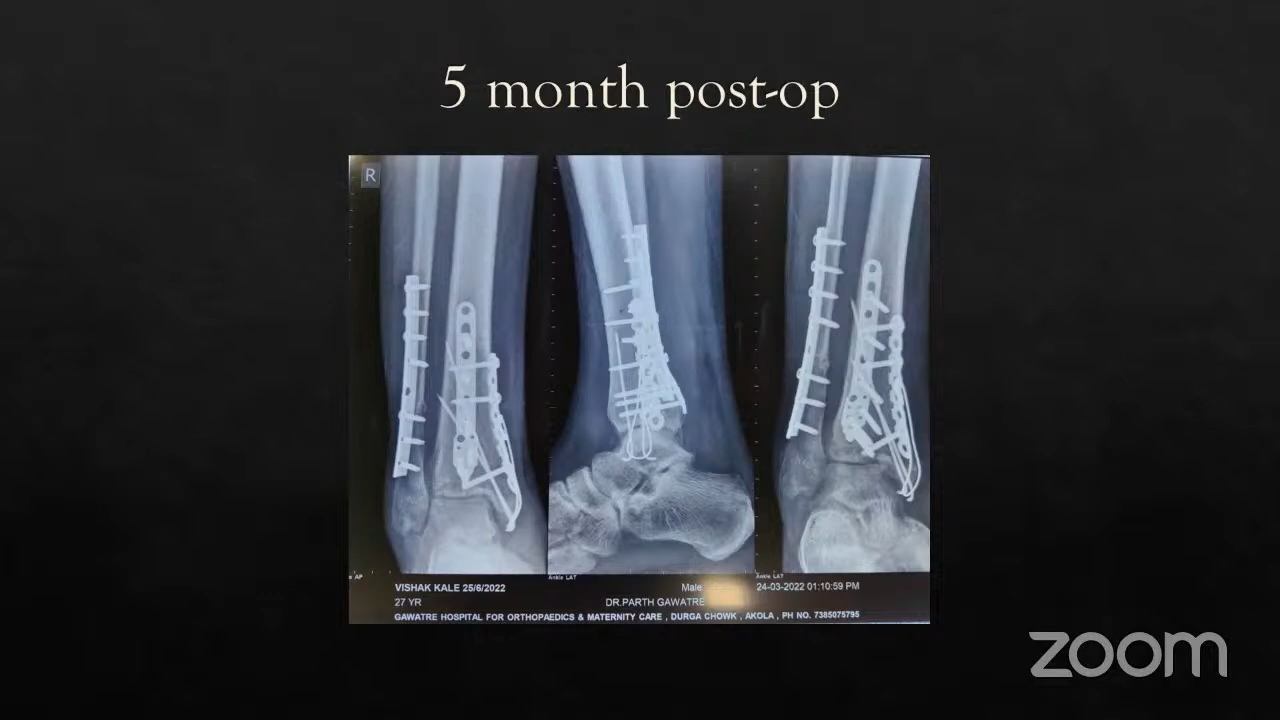 5 month post-op
R
AP
Ankle LAT
Ankle LAT
VISHAK KALE 25/6/2022
Male
24-03-2022 01:10:59 PM
27 YR
DR.PARTH GAWATRE
GAWATRE HOSPITAL FOR ORTHOPAEDICS & MATERNITY CARE , DURGA CHOWK , AKOLA , PH NO. 7385075795
zoom